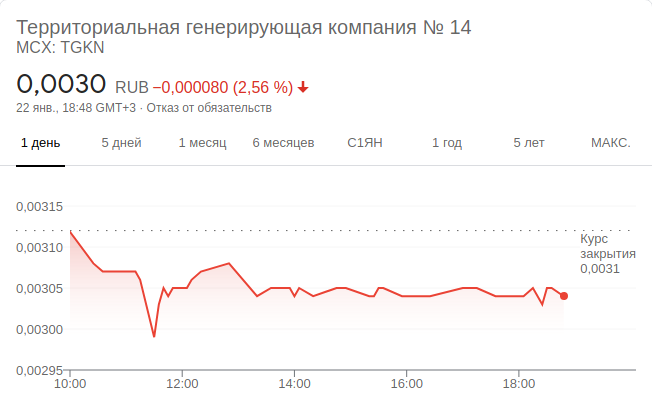 Территориальная генерирующая компания № 14
MCX: TGKN
0,0030 RUB −0,000080 (2,56 %)
22 янв., 18:48 GMT+3 · Отказ от обязательств
1 день 5 дней 1 месяц 6 месяцев С1ЯН 1 год 5 лет МАКС.
0,00315
0,00310
0,00305
0,00300
0,00295
Курс
закрытия
0,0031
10:00 12:00 14:00 16:00 18:00